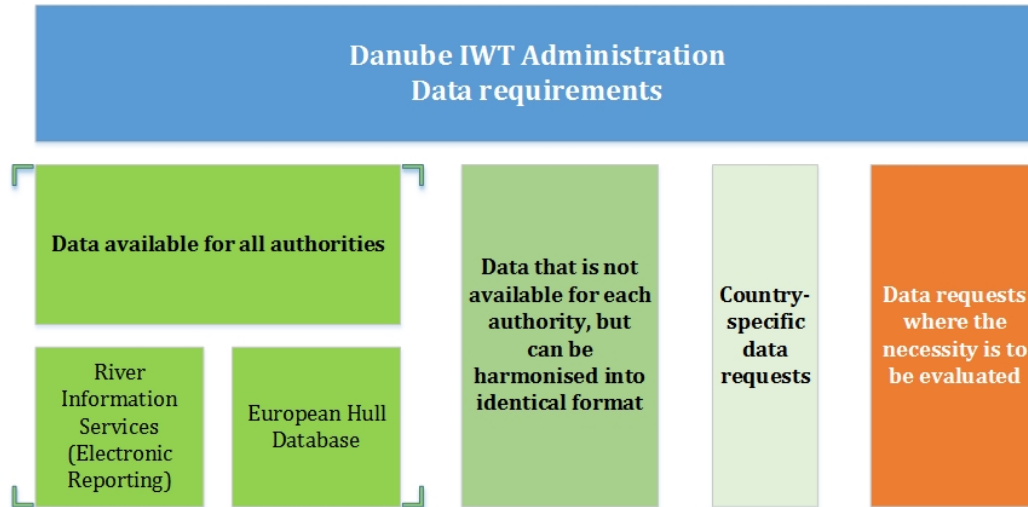 Danube IWT Administration
Data requirements
Data available for all authorities
River
Information
Services
(Electronic
Reporting)
European Hull
Database
Data that is not
available for each
authority, but
can be
harmonised into
identical format
Country-
specific
data
requests
Data requests
where the
necessity is to
be evaluated